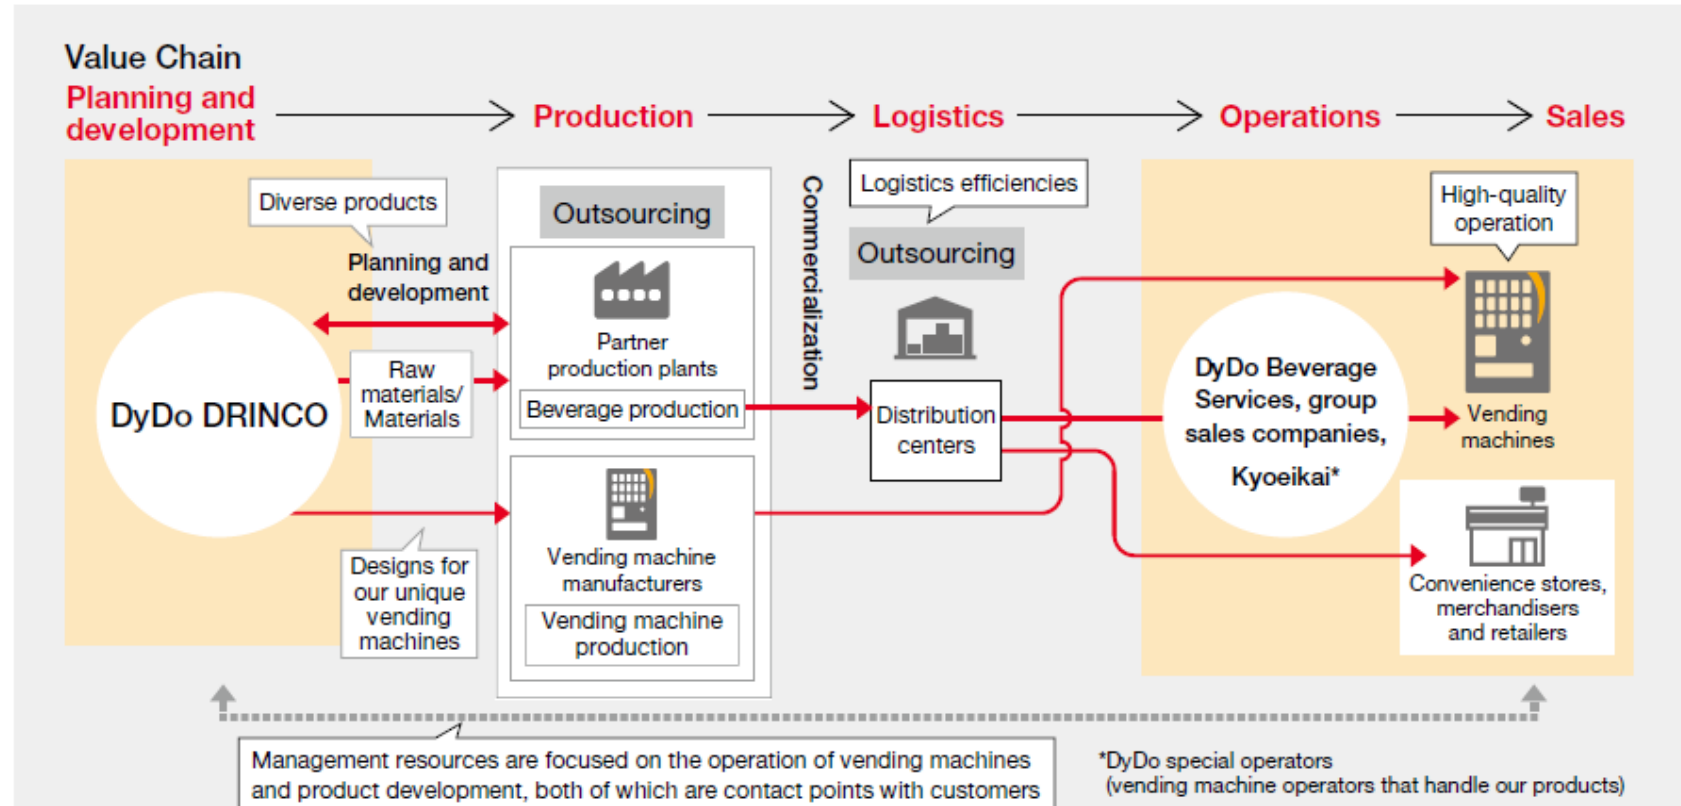 Value Chain
Planning and
development
Production
Logistics
Operations
Sales
Diverse products
Planning and
development
DyDo DRINCO
Raw
materials/
Materials
Designs for
our unique
vending
machines
Outsourcing
Partner
production plants
Beverage production
Vending machine
manufacturers
Vending machine
production
Commercialization
Logistics efficiencies
Outsourcing
Distribution
centers
DyDo Beverage
Services, group
sales companies,
Kyoeikai*
High-quality
operation
Vending
machines
Convenience stores,
merchandisers
and retailers
Management resources are focused on the operation of vending machines
and product development, both of which are contact points with customers
*DyDo special operators
(vending machine operators that handle our products)